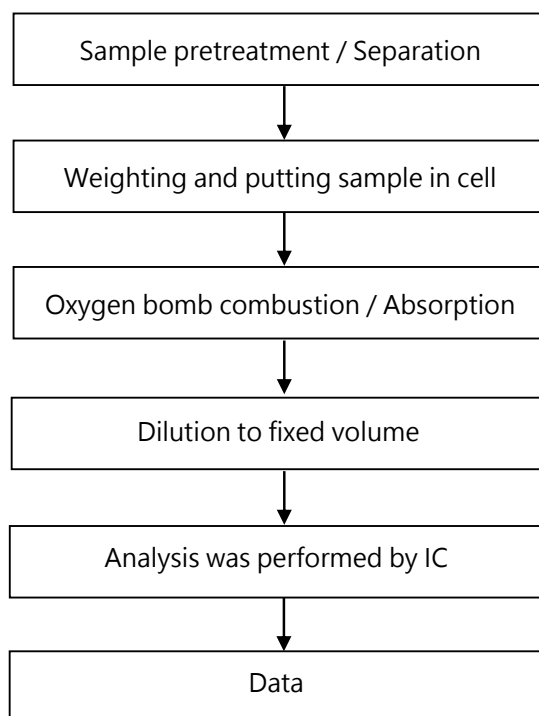 Sample pretreatment / Separation
Weighting and putting sample in cell
Oxygen bomb combustion / Absorption
Dilution to fixed volume
Analysis was performed by IC
Data